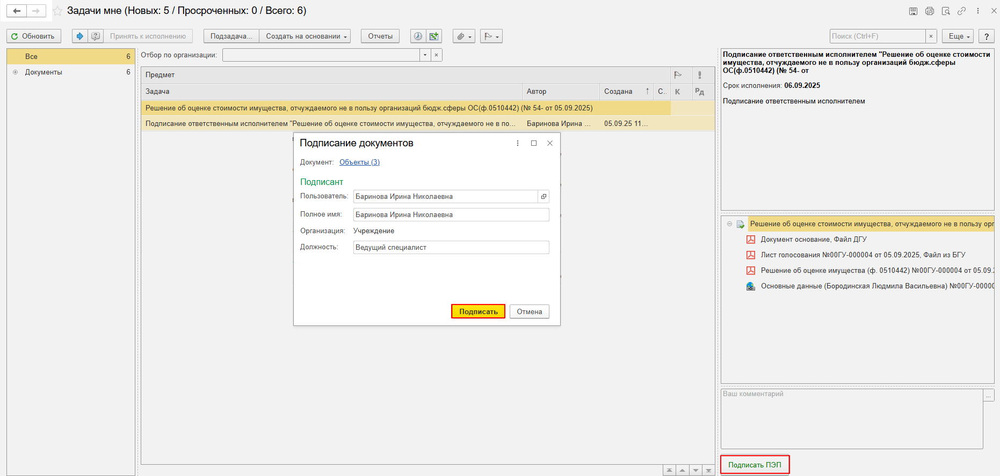 Задачи мне (Новых: 5 / Просроченных: 0 / Всего: 6)
Обновить
Принять к исполнению
Подзадача...
Создать на основании
Отчеты
Поиск (Ctrl+F)
×
Еще
?
Все 6
Документы 6
Отбор по организации:
Предмет
Задача Автор Создана ↑ С.. К Рд
Решение об оценке стоимости имущества, отчуждаемого не в пользу организаций бюдж.сферы ОС(ф.0510442) (№ 54- от 05.09.2025)
Подписание ответственным исполнителем "Решение об оценке стоимости имущества, отчуждаемого не в по... Баринова Ирина ... 05.09.25 11...
Подписание документов
Документ: Объекты (3)
Подписант
Пользователь: Баринова Ирина Николаевна
Полное имя: Баринова Ирина Николаевна
Организация: Учреждение
Должность: Ведущий специалист
Подписать
Отмена
Подписание ответственным исполнителем "Решение об оценке стоимости
имущества, отчуждаемого не в пользу организаций бюдж.сферы
ОС(ф.0510442) (№ 54- от
Срок исполнения: 06.09.2025
Подписание ответственным исполнителем
Решение об оценке стоимости имущества, отчуждаемого не в пользу орг
Документ основание, Файл ДГУ
Лист голосования №00ГУ-000004 от 05.09.2025, Файл из БГУ
Решение об оценке имущества (ф. 0510442) №00ГУ-000004 от 05.09.2
Основные данные (Бородинская Людмила Васильевна) №00ГУ-0000
Ваш комментарий
...
Подписать ПЭП